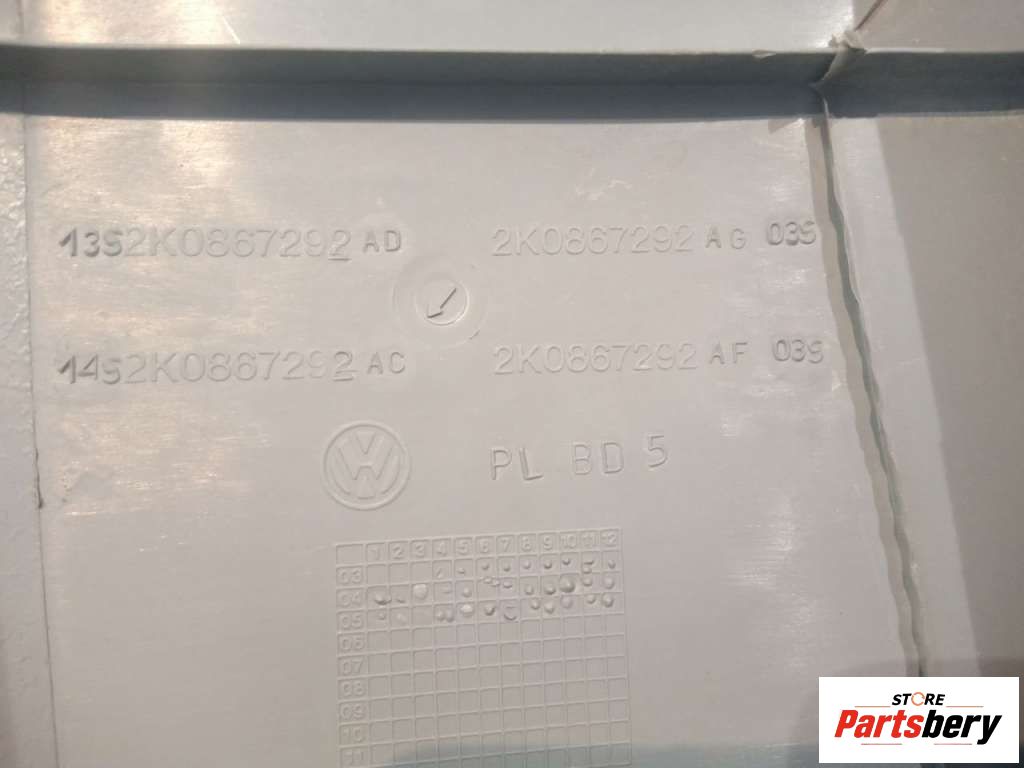 13S2K0867292 AD 2K0867292 AG 03S
14S2K0867292 AC 2K0867292 AF 03S
VW PL BD 5
1 2 3 4 5 6 7 8 9 10 11 12
03
04
05
06
07
08
09
10
11
STORE
Partsbery